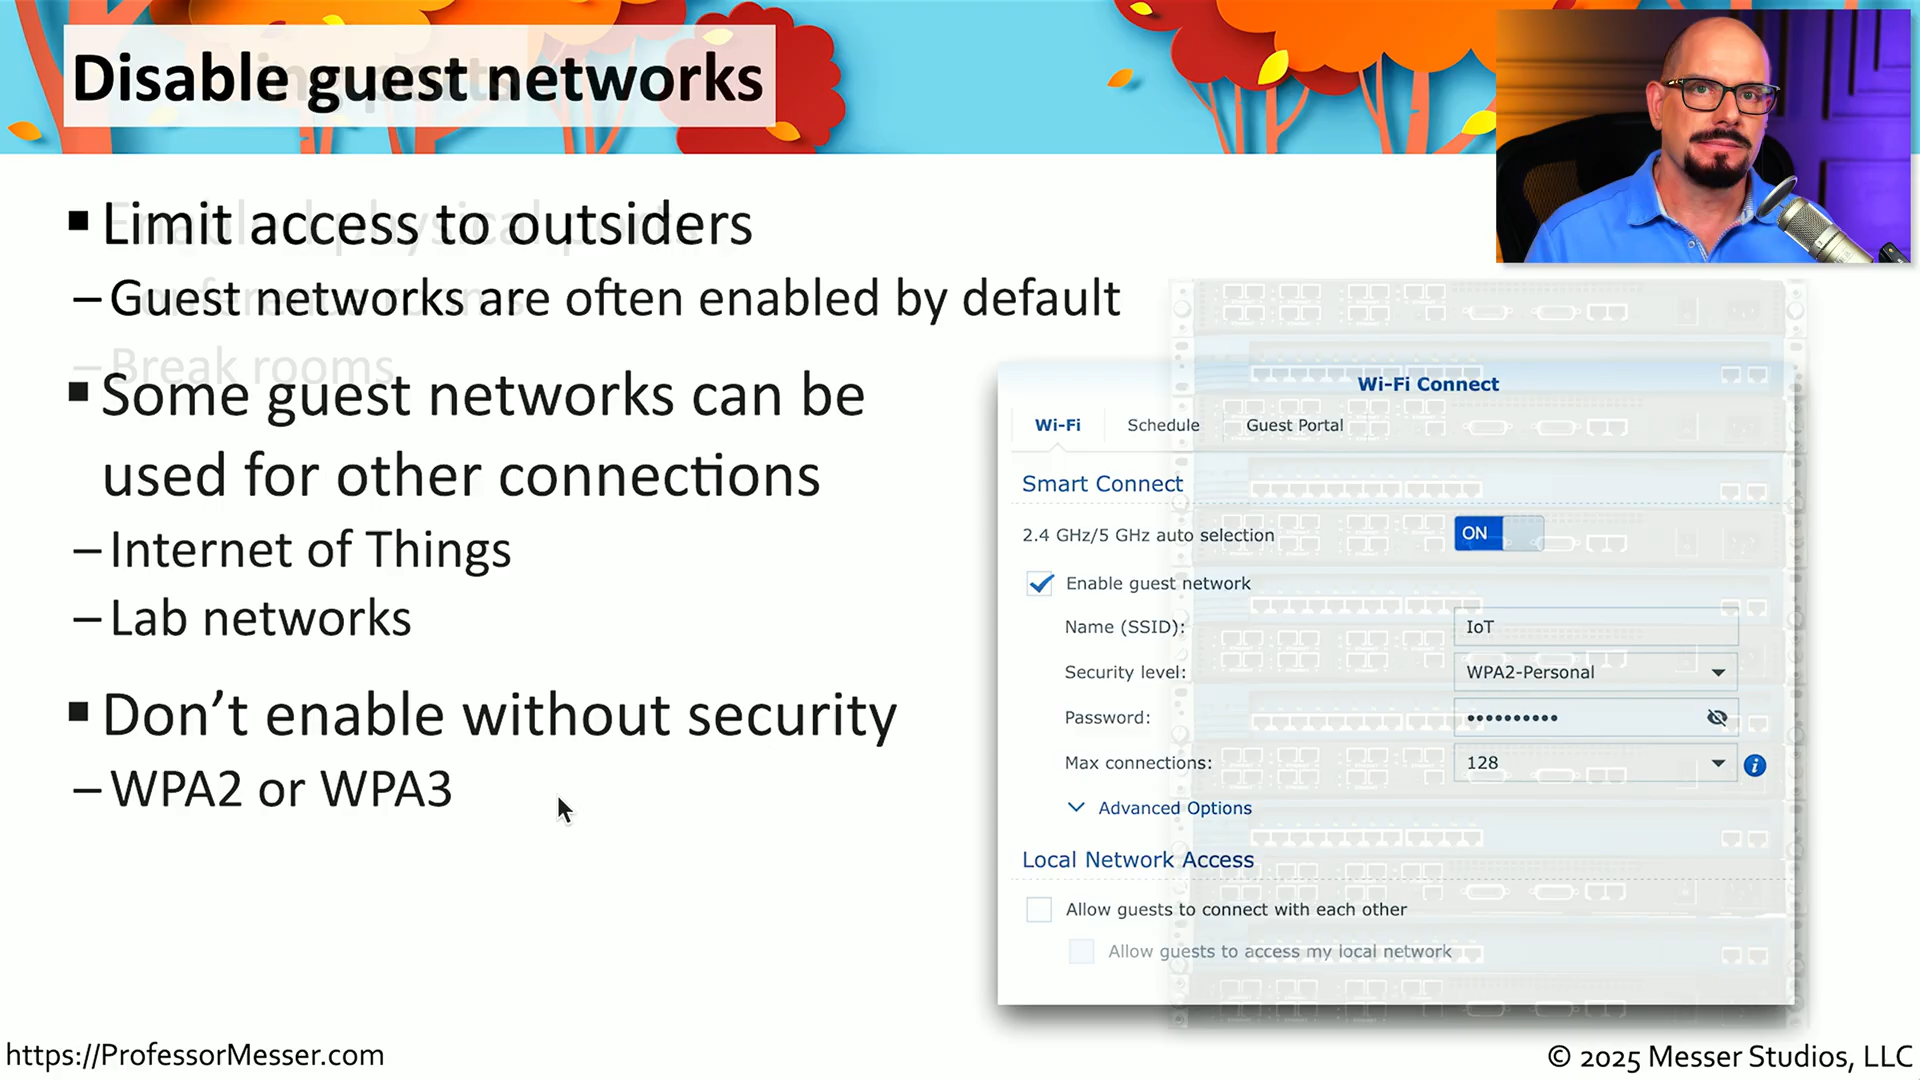 Disable guest networks
▪ Limit access to outsiders
– Guest networks are often enabled by default
– Break rooms
▪ Some guest networks can be
used for other connections
– Internet of Things
– Lab networks
▪ Don't enable without security
– WPA2 or WPA3
Wi-Fi Connect
Wi-Fi Schedule Guest Portal
Smart Connect
2.4 GHz/5 GHz auto selection ON
Enable guest network
Name (SSID): IoT
Security level: WPA2-Personal
Password: ••••••••••
Max connections: 128
Advanced Options
Local Network Access
Allow guests to connect with each other
Allow guests to access my local network
https://ProfessorMesser.com
© 2025 Messer Studios, LLC